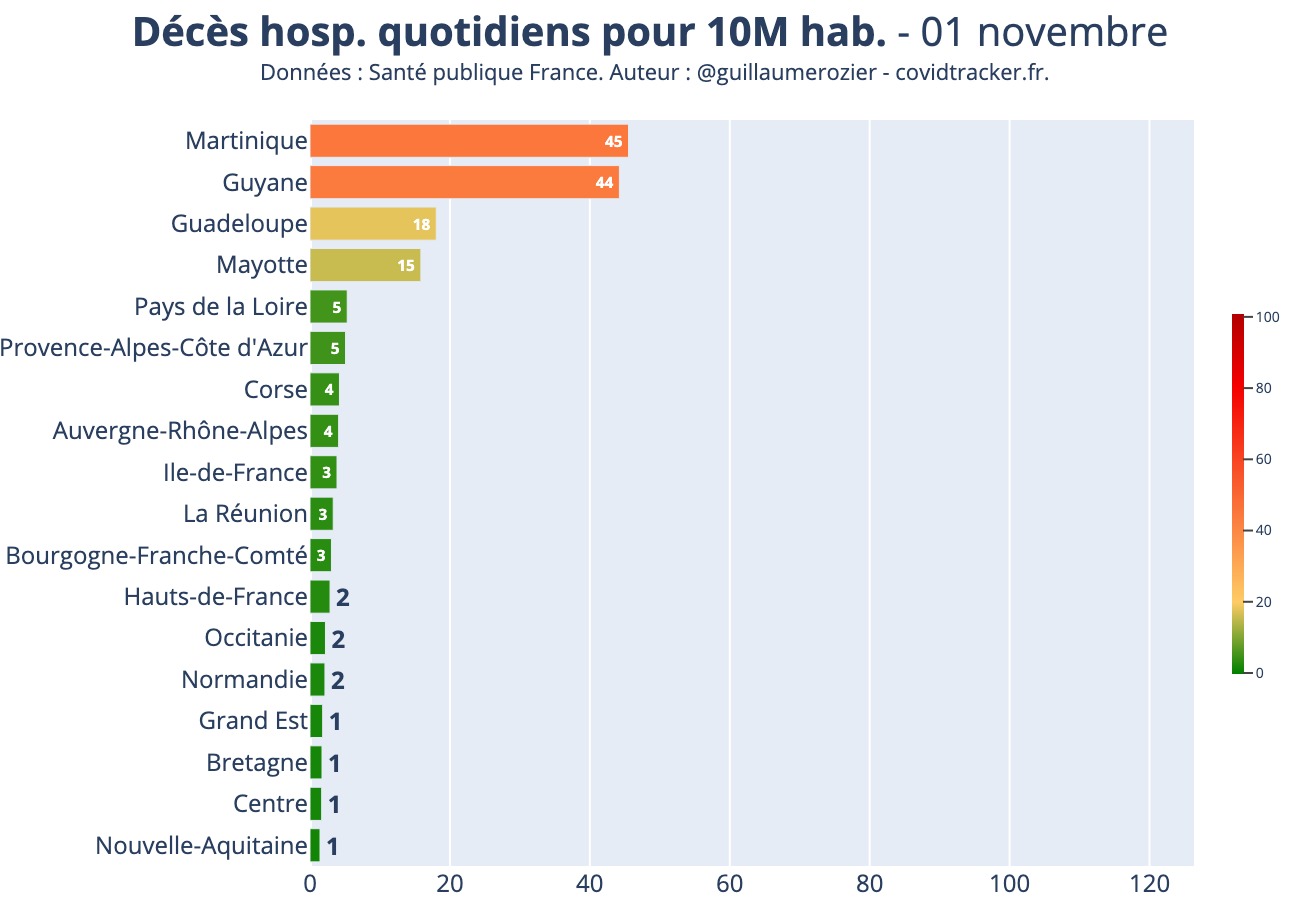 Décès hosp. quotidiens pour 10M hab. - 01 novembre
Données : Santé publique France. Auteur : @guillaumerozier - covidtracker.fr.
Martinique 45
Guyane 44
Guadeloupe 18
Mayotte 15
Pays de la Loire 5
Provence-Alpes-Côte d'Azur 5
Corse 4
Auvergne-Rhône-Alpes 4
Ile-de-France 3
La Réunion 3
Bourgogne-Franche-Comté 3
Hauts-de-France 2
Occitanie 2
Normandie 2
Grand Est 1
Bretagne 1
Centre 1
Nouvelle-Aquitaine 1
0 20 40 60 80 100 120
100
80
60
40
20
0